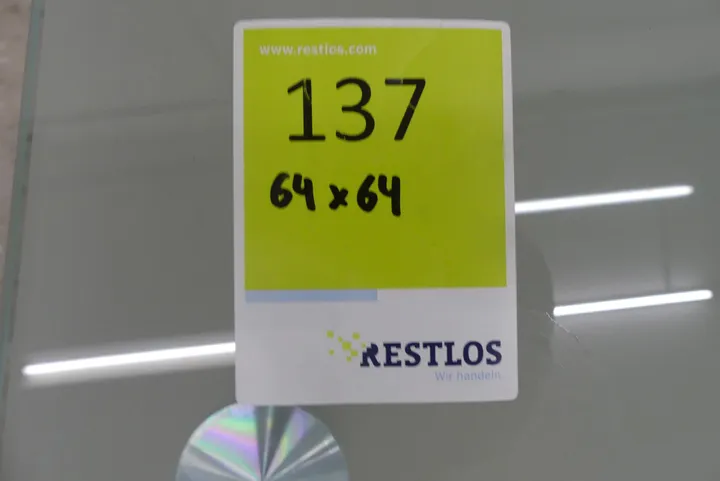 www.restlos.com
137
64 x 64
RESTLOS
Wir handeln.